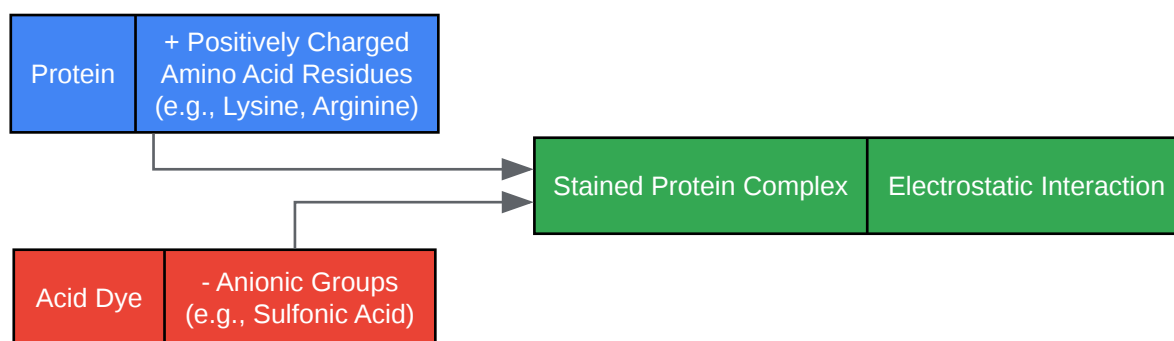 Protein
+ Positively Charged
Amino Acid Residues
(e.g., Lysine, Arginine)
Stained Protein Complex
Electrostatic Interaction
Acid Dye
- Anionic Groups
(e.g., Sulfonic Acid)